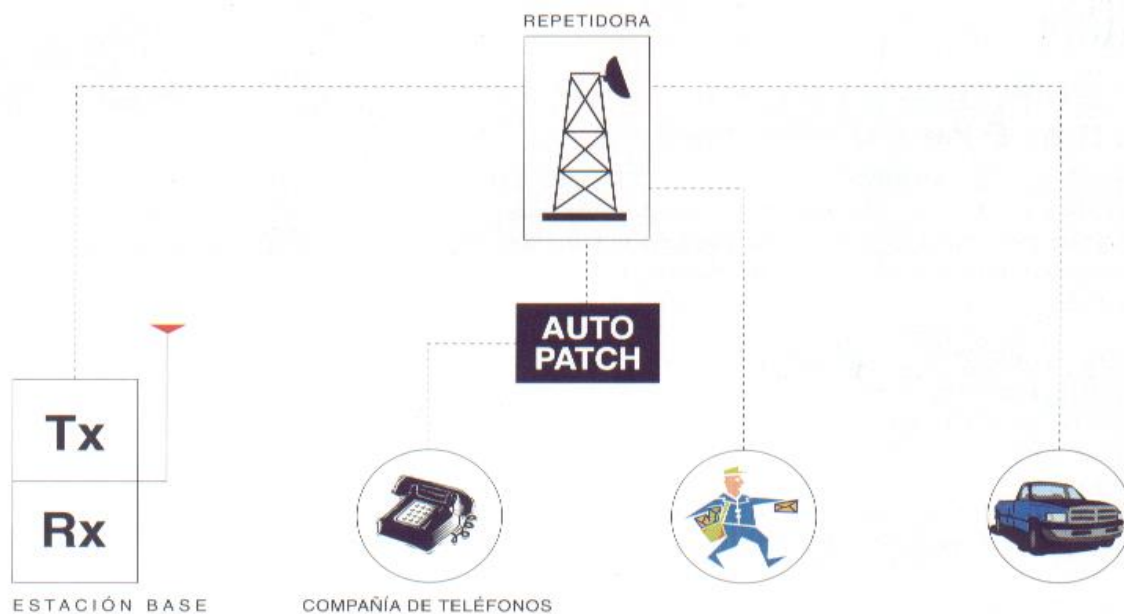 REPETIDORA
AUTO
PATCH
Tx
Rx
ESTACIÓN BASE
COMPAÑÍA DE TELÉFONOS